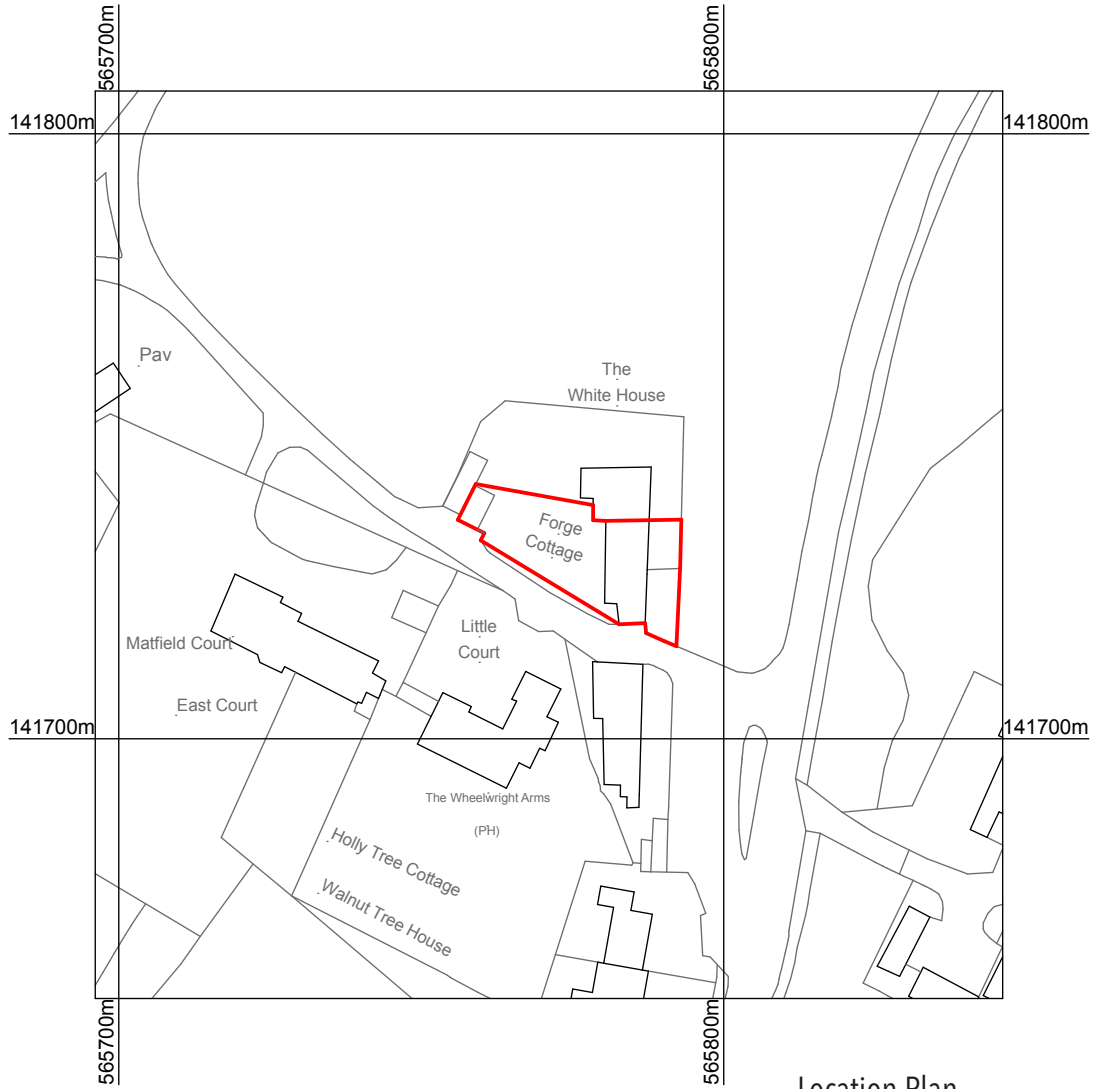 565700m
565800m
141800m
141800m
Pav
The
White House
Forge
Cottage
Little
Court
Matfield Court
East Court
141700m
141700m
The Wheelwright Arms
(PH)
Holly Tree Cottage
Walnut Tree House
565700m
565800m
Location Plan